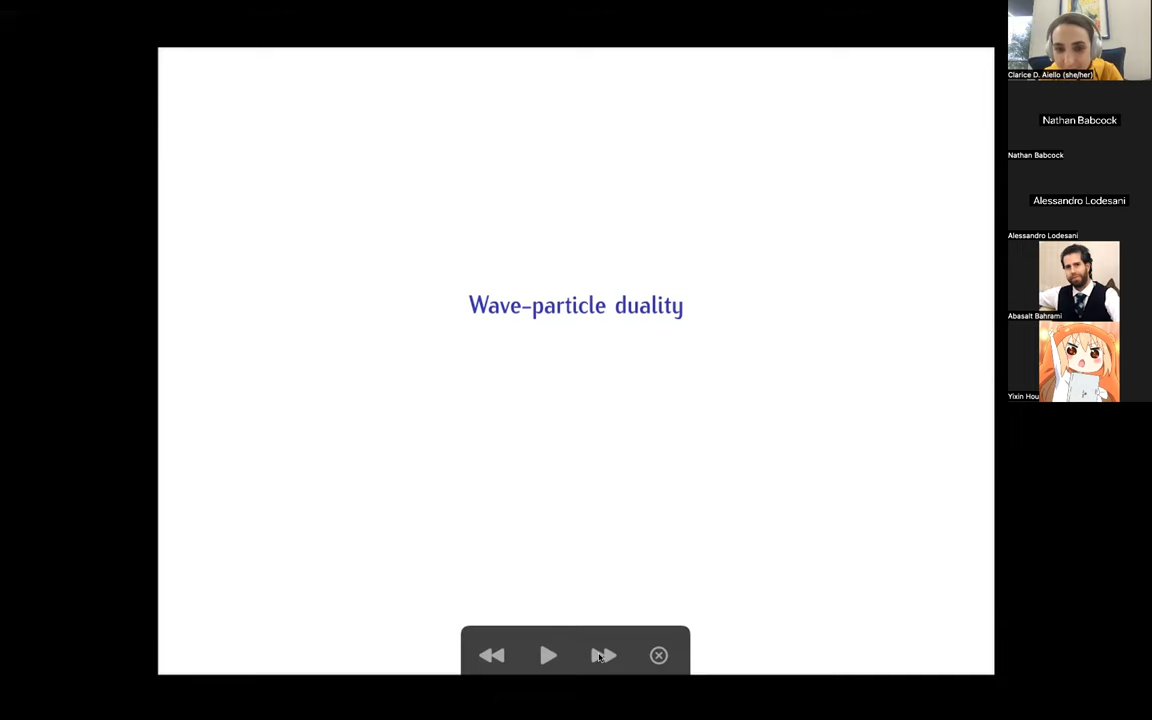 Wave-particle duality
Clarice D. Aiello (she/her)
Nathan Babcock
Nathan Babcock
Alessandro Lodesani
Alessandro Lodesani
Abasalt Bahrami
Yixin Hou